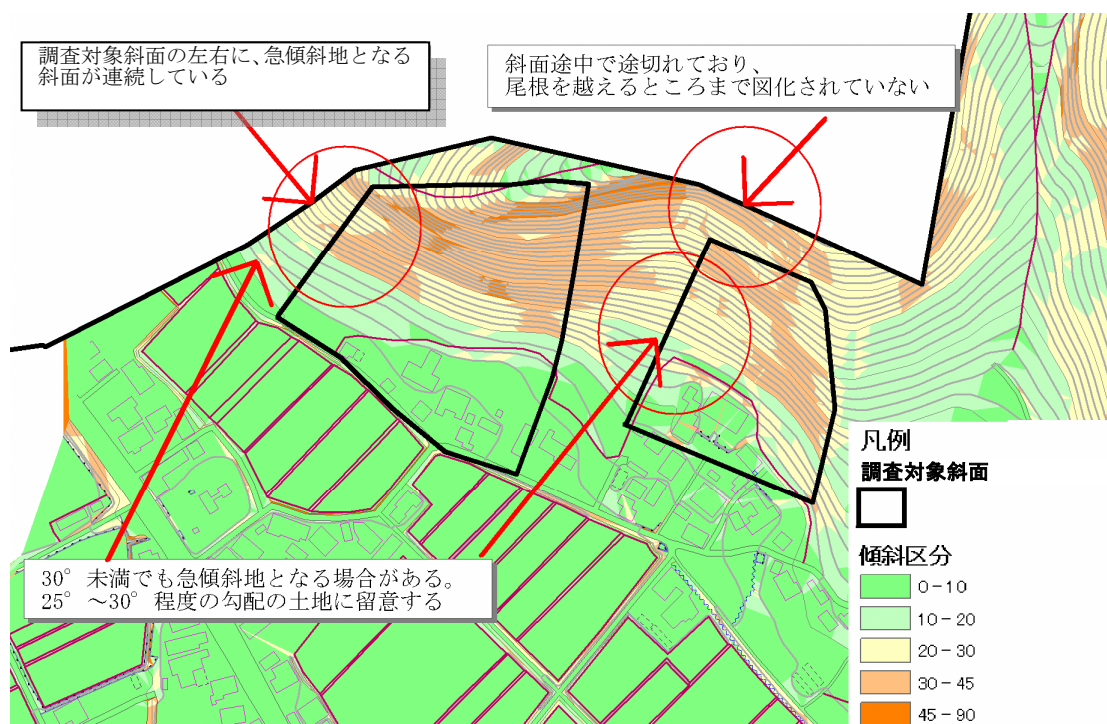 調査対象斜面の左右に、急傾斜地となる
斜面が連続している
斜面途中で途切れており、
尾根を越えるところまで図化されていない
30° 未満でも急傾斜地となる場合がある。
25° ~30° 程度の勾配の土地に留意する
凡例
調査対象斜面
傾斜区分
0-10
10-20
20-30
30-45
45-90